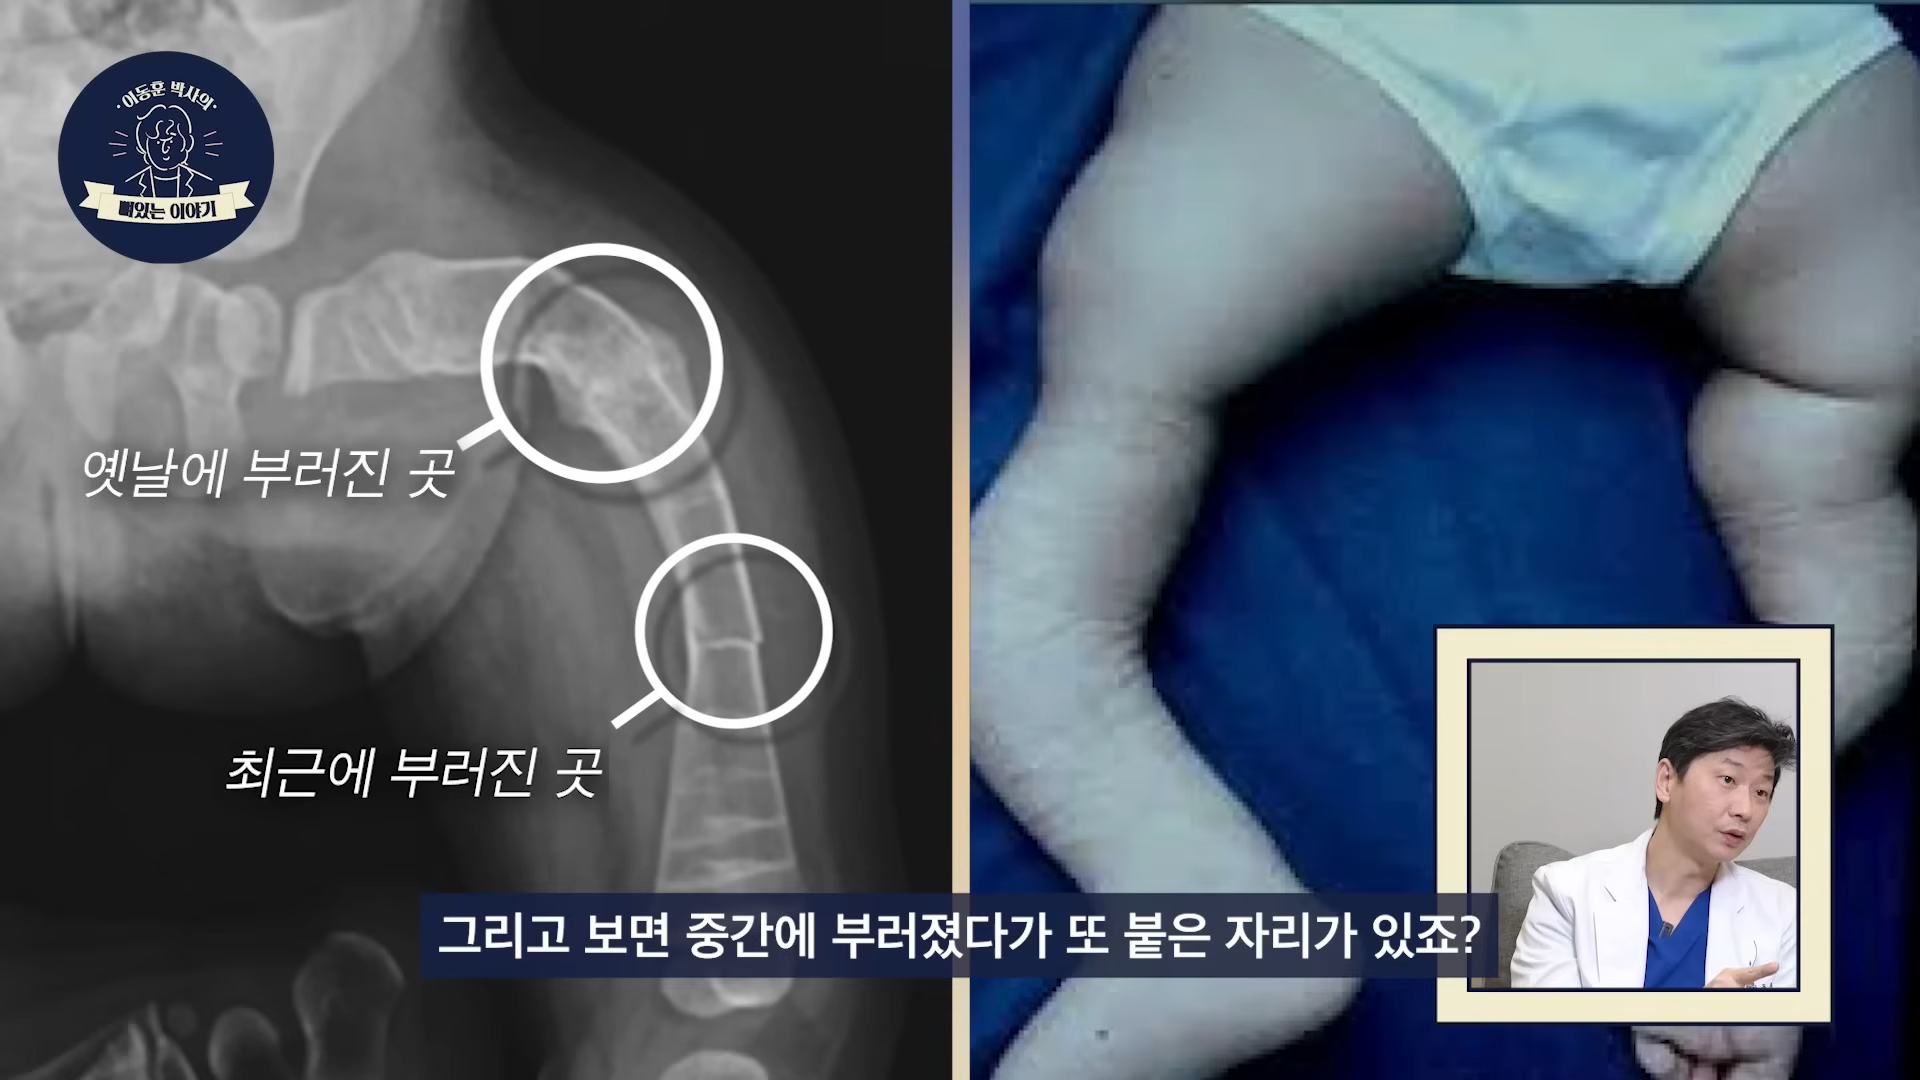 ·이동훈 박사의·
뼈있는 이야기
옛날에 부러진 곳
최근에 부러진 곳
그리고 보면 중간에 부러졌다가 또 붙은 자리가 있죠?